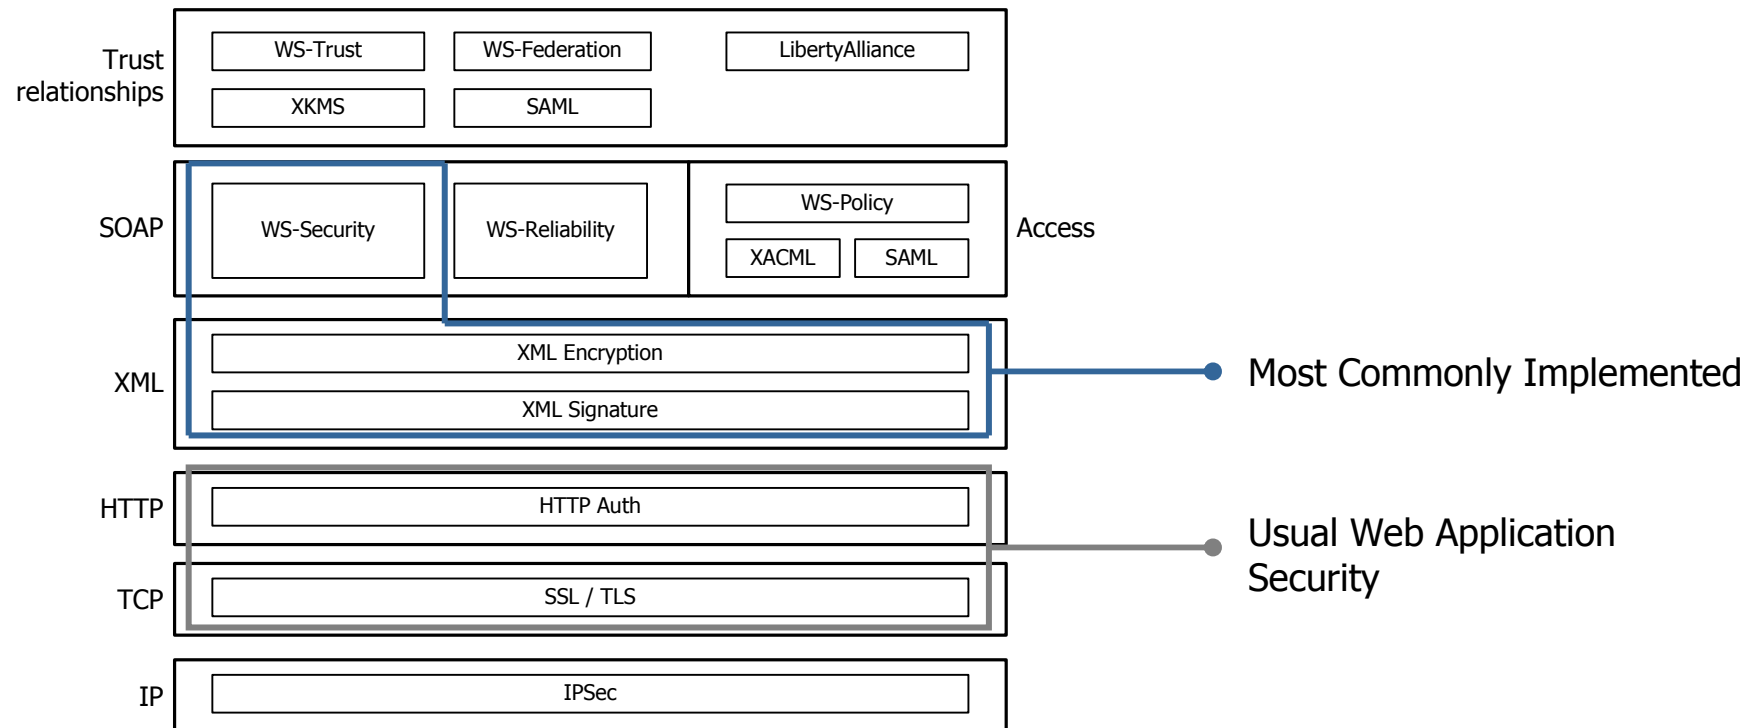 Trust
relationships
WS-Trust
WS-Federation
LibertyAlliance
XKMS
SAML
SOAP
WS-Security
WS-Reliability
WS-Policy
XACML
SAML
Access
XML
XML Encryption
XML Signature
Most Commonly Implemented
HTTP
HTTP Auth
Usual Web Application
Security
TCP
SSL / TLS
IP
IPSec